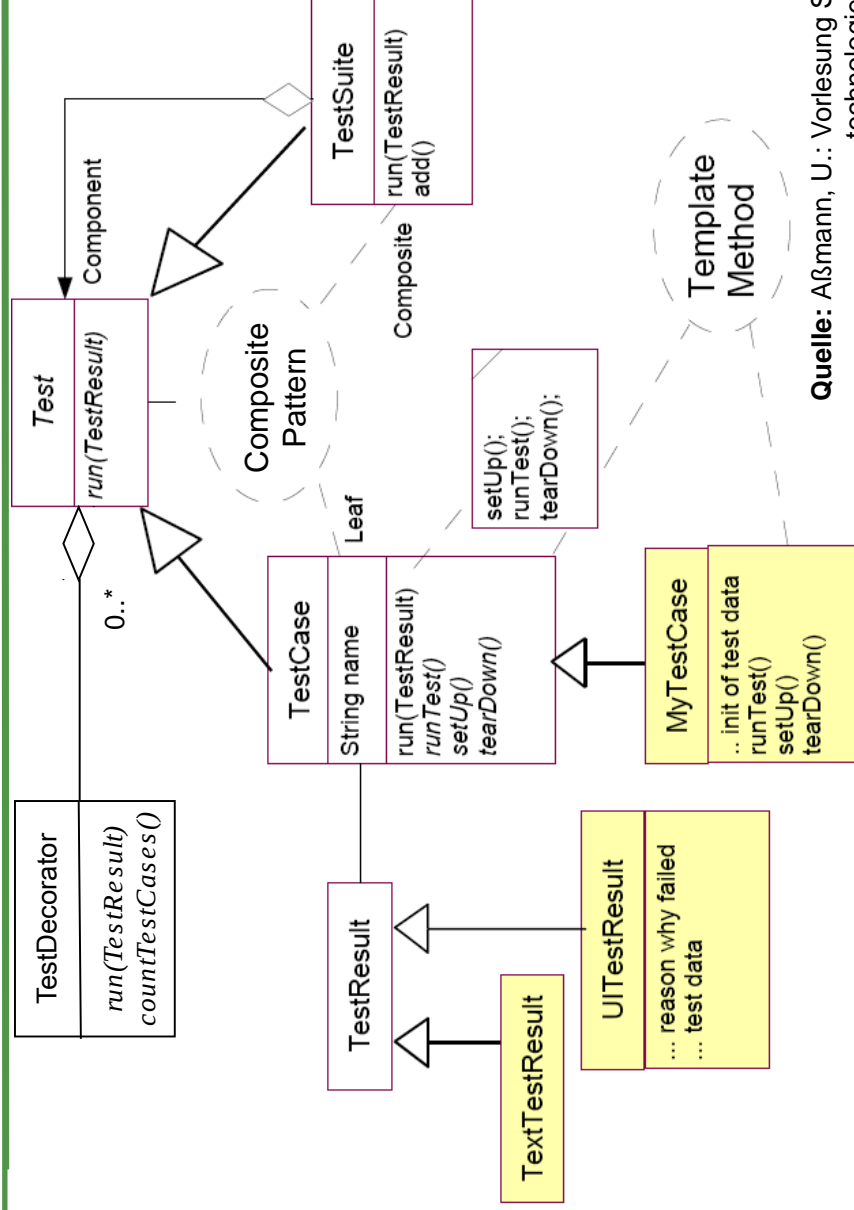 TestDecorator
run(TestResult)
countTestCases()
0..*
Test
run(TestResult)
Component
TestSuite
run(TestResult)
add()
Composite
Pattern
Composite
Leaf
TestResult
TestCase
String name
run(TestResult)
runTest()
setUp()
tearDown()
setUp();
runTest();
tearDown();
Template
Method
TextTestResult
UITestResult
... reason why failed
... test data
MyTestCase
.. init of test data
runTest()
setUp()
tearDown()
Quelle: Aßmann, U.: Vorlesung S
technologie